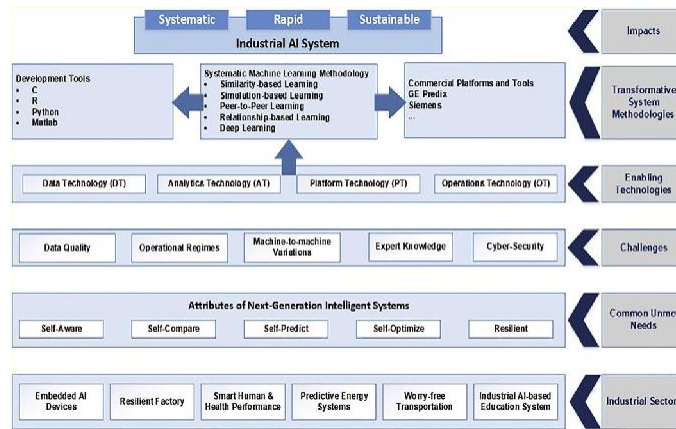 Systematic
Rapid
Sustainable
Industrial AI System
Impacts
Development Tools
• C
• R
• Python
• Matlab
Systematic Machine Learning Methodology
• Similarity-based Learning
• Simulation-based Learning
• Peer-to-Peer Learning
• Relationship-based Learning
• Deep Learning
Commercial Platforms and Tools
GE Predix
Siemens
...
Transformative
System
Methodologies
Data Technology (DT)
Analytics Technology (AT)
Platform Technology (PT)
Operations Technology (OT)
Enabling
Technologies
Data Quality
Operational Regimes
Machine-to-machine
Variations
Expert Knowledge
Cyber-Security
Challenges
Attributes of Next-Generation Intelligent Systems
Self-Aware
Self-Compare
Self-Predict
Self-Optimize
Resilient
Common Unme
Needs
Embedded AI
Devices
Resilient Factory
Smart Human &
Health Performance
Predictive Energy
Systems
Worry-free
Transportation
Industrial AI-based
Education System
Industrial Sector